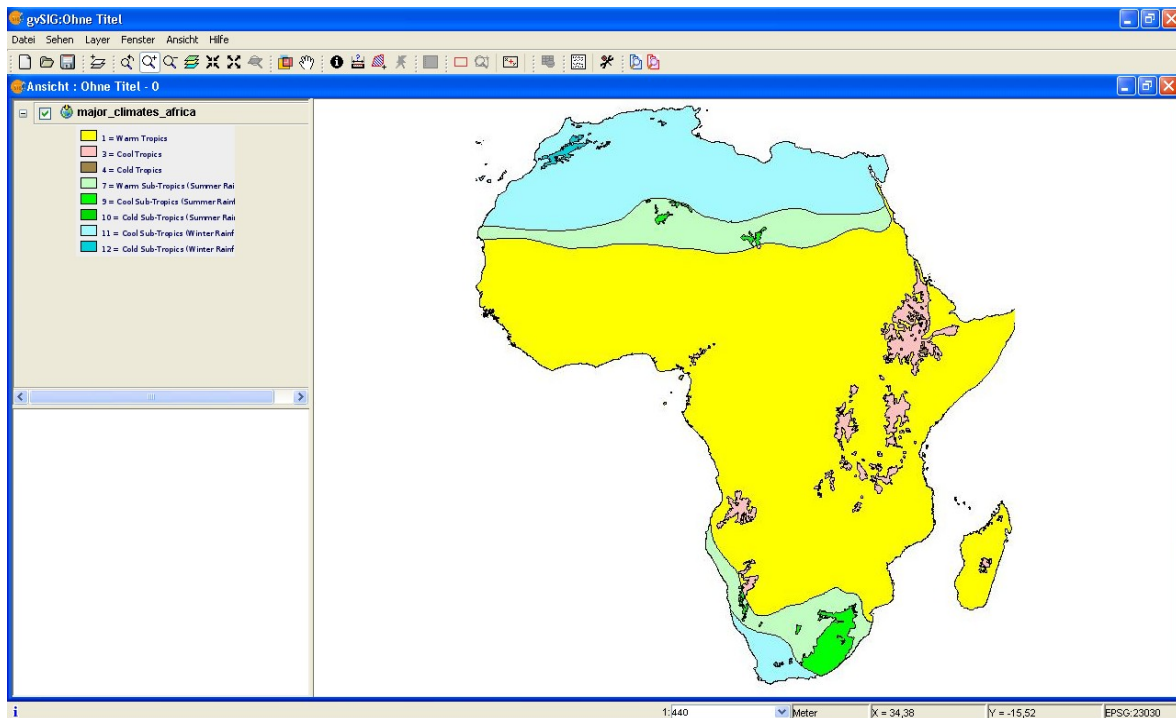 gvSIG:Ohne Titel
Datei Sehen Layer Fenster Ansicht Hilfe
Ansicht : Ohne Titel - 0
major_climates_africa
1 = Warm Tropics
3 = Cool Tropics
4 = Cold Tropics
7 = Warm Sub-Tropics (Summer Rai
9 = Cool Sub-Tropics (Summer Rainf
10 = Cold Sub-Tropics (Summer Rai
11 = Cool Sub-Tropics (Winter Rainf
12 = Cold Sub-Tropics (Winter Rainf
1:440 Meter X = 34,38 Y = -15,52 EPSG:23030